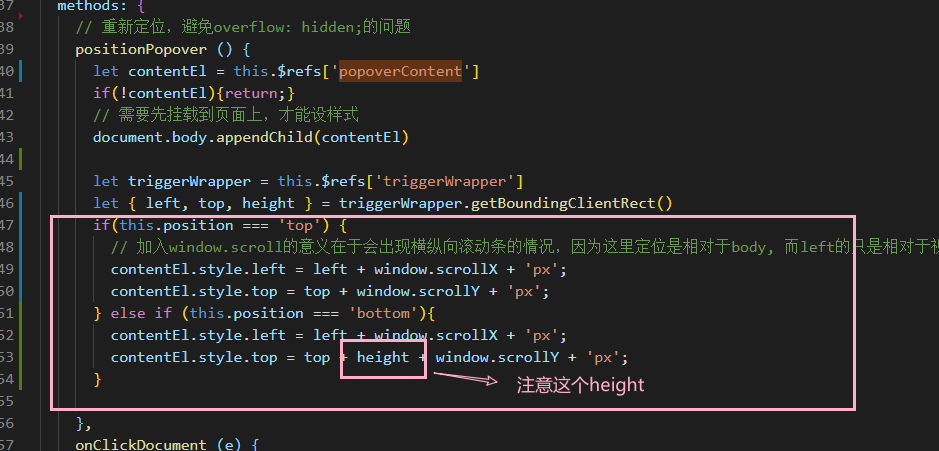 37 methods: {
38 // 重新定位，避免overflow: hidden;的问题
39 positionPopover () {
40 let contentEl = this.$refs['popoverContent']
41 if(!contentEl){return;}
42 // 需要先挂载到页面上，才能设样式
43 document.body.appendChild(contentEl)
44
45 let triggerWrapper = this.$refs['triggerWrapper']
46 let { left, top, height } = triggerWrapper.getBoundingClientRect()
47 if(this.position === 'top') {
48 // 加入window.scroll的意义在于会出现横纵向滚动条的情况，因为这里定位是相对于body, 而left的只是相对于视
49 contentEl.style.left = left + window.scrollX + 'px';
50 contentEl.style.top = top + window.scrollY + 'px';
51 } else if (this.position === 'bottom'){
52 contentEl.style.left = left + window.scrollX + 'px';
53 contentEl.style.top = top + height + window.scrollY + 'px';
54 }
注意这个height
55
56 },
57 onClickDocument (e) {